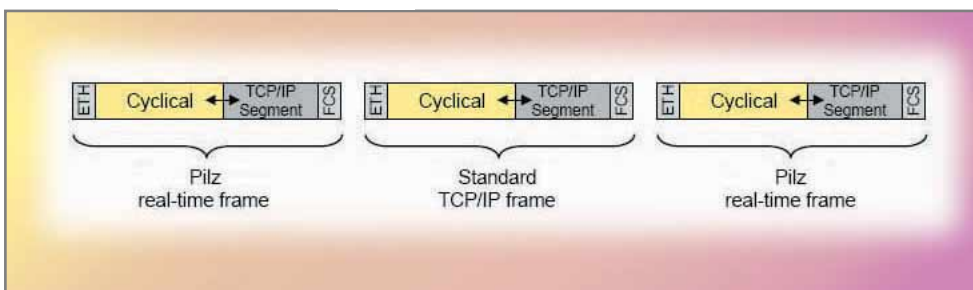 ETH Cyclical TCP/IP Segment FCS
ETH Cyclical TCP/IP Segment FCS
ETH Cyclical TCP/IP Segment FCS
Pilz
real-time frame
Standard
TCP/IP frame
Pilz
real-time frame